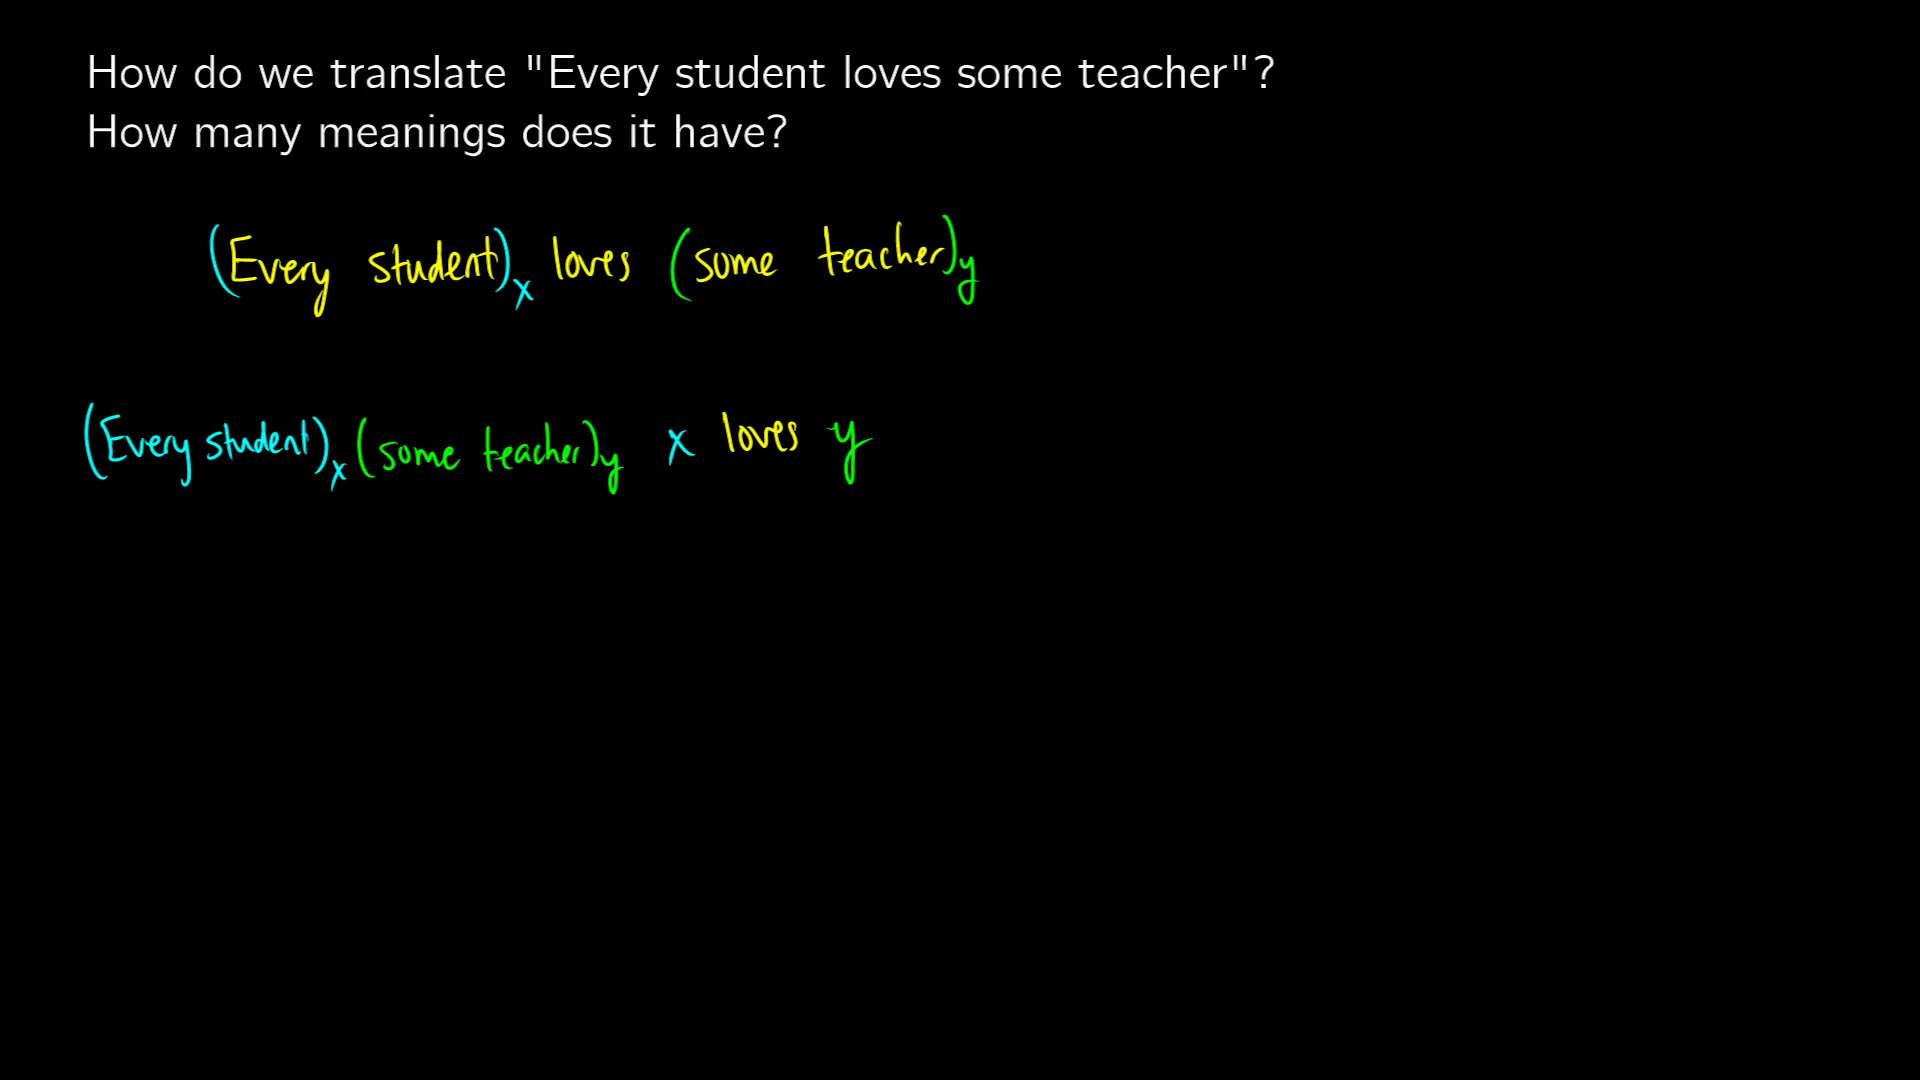 How do we translate "Every student loves some teacher"?
How many meanings does it have?
(Every student)x loves (some teacher)y
(Every student)x (some teacher)y x loves y